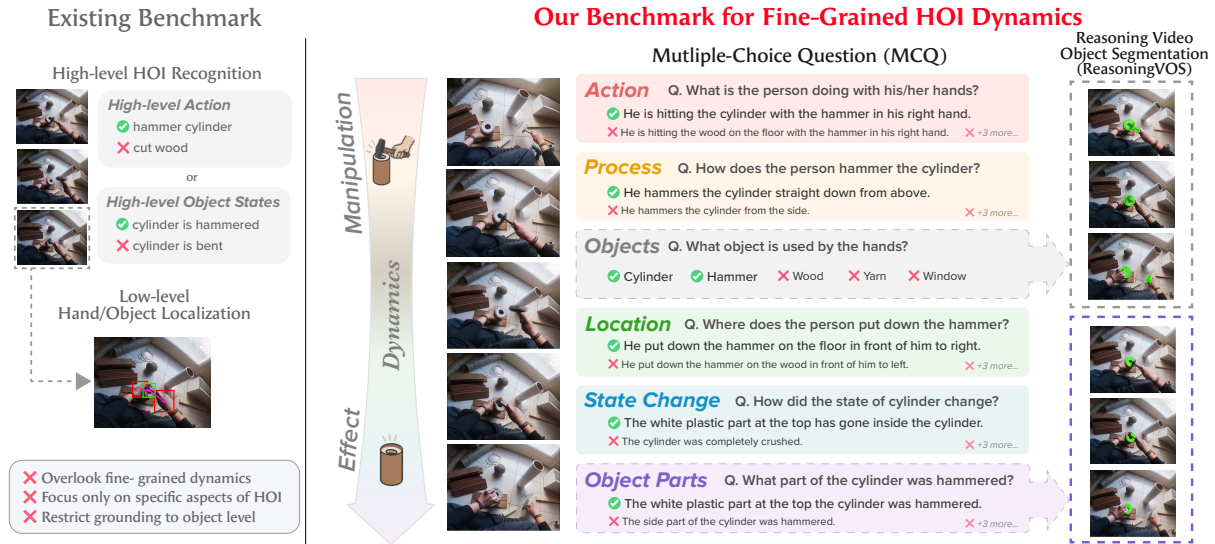 Existing Benchmark
High-level HOI Recognition
High-level Action
hammer cylinder
cut wood
or
High-level Object States
cylinder is hammered
cylinder is bent
Low-level
Hand/Object Localization
Overlook fine- grained dynamics
Focus only on specific aspects of HOI
Restrict grounding to object level
Our Benchmark for Fine-Grained HOI Dynamics
Manipulation
Dynamics
Effect
Mutliple-Choice Question (MCQ)
Action Q. What is the person doing with his/her hands?
He is hitting the cylinder with the hammer in his right hand.
He is hitting the wood on the floor with the hammer in his right hand. +3 more...
Process Q. How does the person hammer the cylinder?
He hammers the cylinder straight down from above.
He hammers the cylinder from the side. +3 more...
Objects Q. What object is used by the hands?
Cylinder Hammer Wood Yarn Window
Location Q. Where does the person put down the hammer?
He put down the hammer on the floor in front of him to right.
He put down the hammer on the wood in front of him to left. +3 more...
State Change Q. How did the state of cylinder change?
The white plastic part at the top has gone inside the cylinder.
The cylinder was completely crushed. +3 more...
Object Parts Q. What part of the cylinder was hammered?
The white plastic part at the top the cylinder was hammered.
The side part of the cylinder was hammered. +3 more...
Reasoning Video
Object Segmentation
(ReasoningVOS)